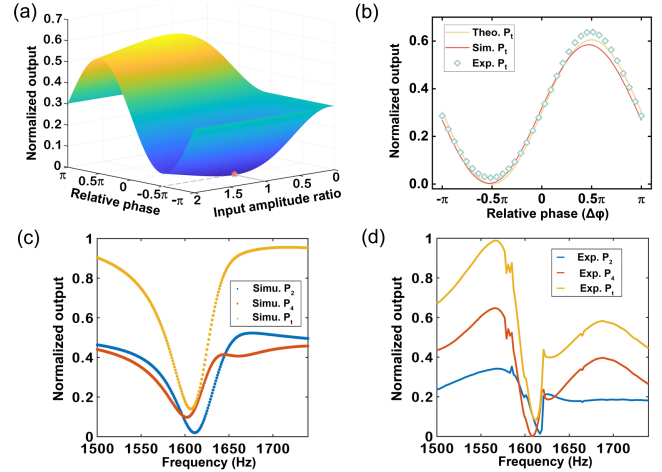 (a)
0.7
0.6
0.5
0.4
0.3
0.2
0.1
0
Normalized output
π
0.5π
0
-0.5π
-π
Relative phase
2
1.5
1
0.5
0
Input amplitude ratio
(b)
0.6
0.4
0.2
0.0
Normalized output
Theo. Pt
Sim. Pt
Exp. Pt
-π
-0.5π
0
0.5π
π
Relative phase (Δφ)
(c)
1
0.8
0.6
0.4
0.2
0
Normalized output
Simu. P2
Simu. P4
Simu. Pt
1500
1550
1600
1650
1700
Frequency (Hz)
(d)
1
0.8
0.6
0.4
0.2
0
Normalized output
Exp. P2
Exp. P4
Exp. Pt
1500
1550
1600
1650
1700
Frequency (Hz)